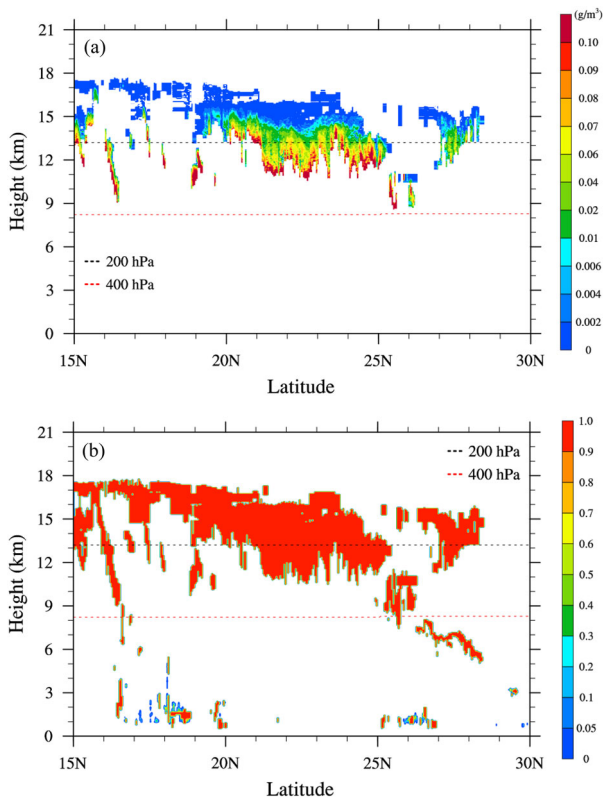 (g/m³)
(a)
21
18
15
12
9
6
3
0
Height (km)
200 hPa
400 hPa
15N
20N
25N
30N
Latitude
0.10
0.09
0.08
0.07
0.06
0.03
0.01
0.006
0.004
0.002
0
(b)
21
18
15
12
9
6
3
0
Height (km)
200 hPa
400 hPa
15N
20N
25N
30N
Latitude
1.0
0.9
0.8
0.7
0.6
0.5
0.4
0.3
0.2
0.1
0.05
0